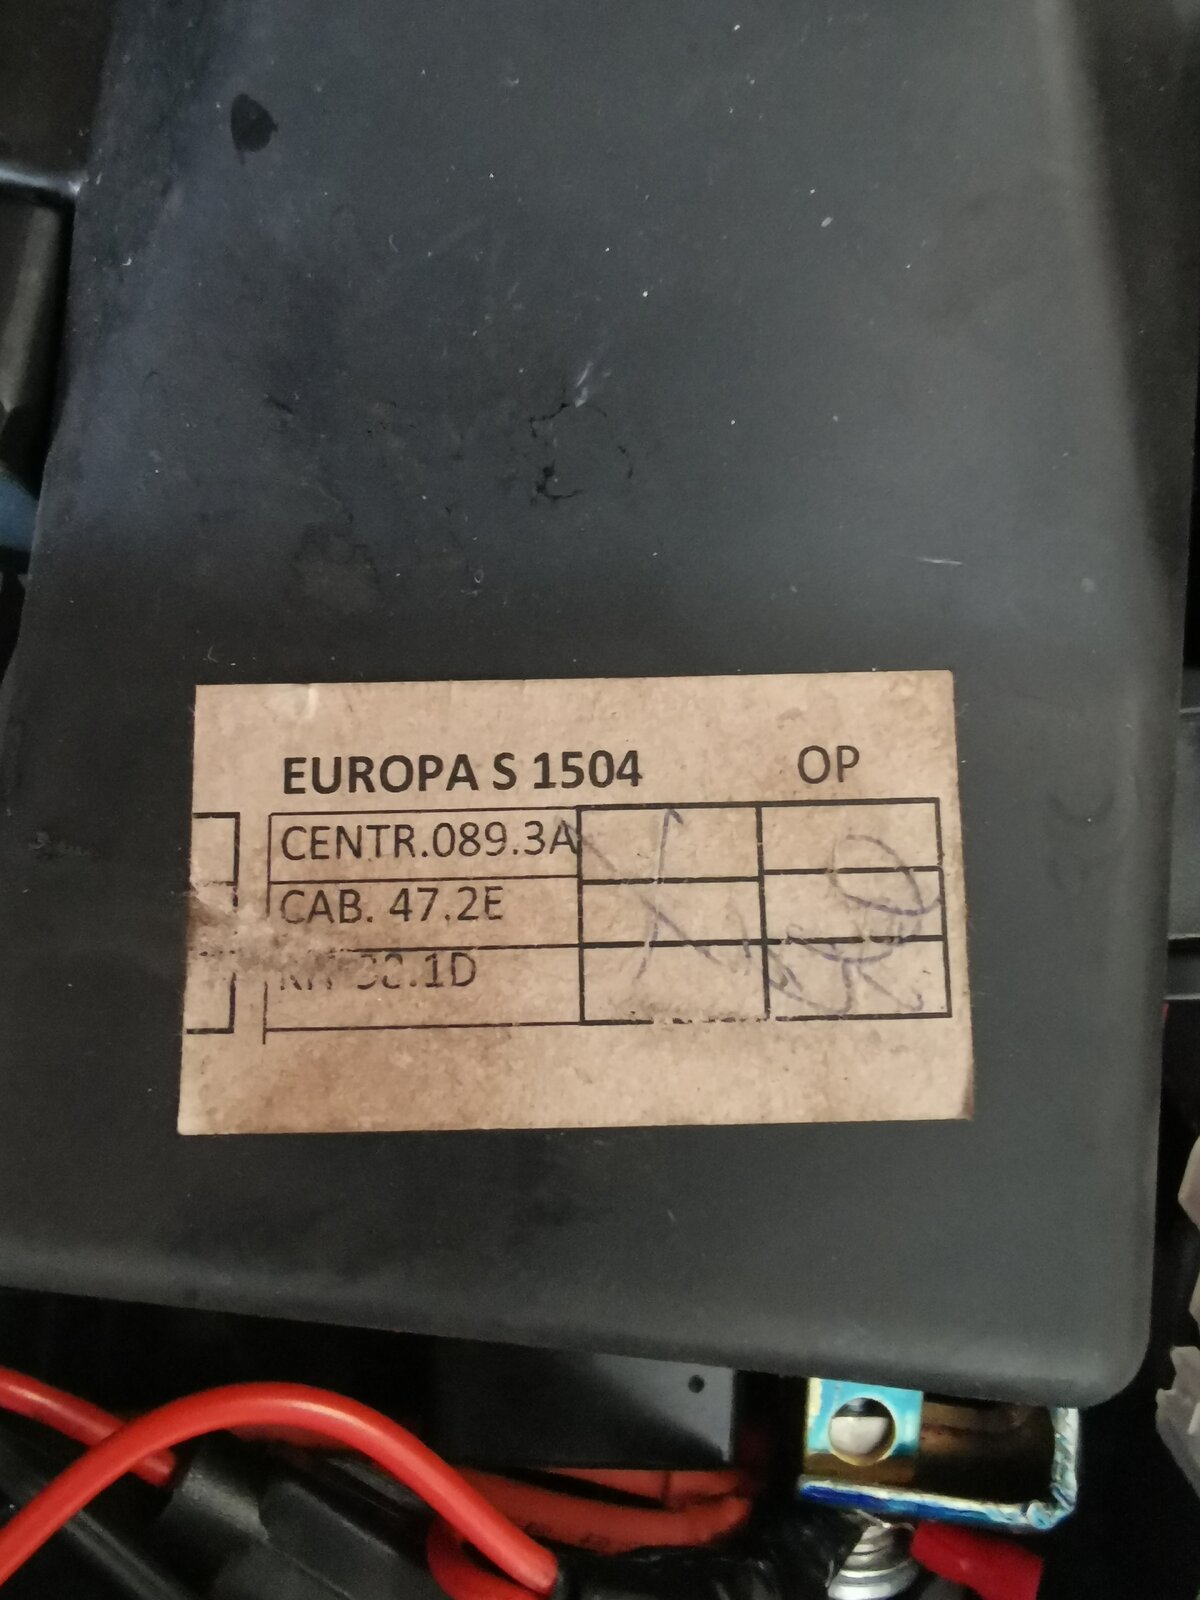 EUROPA S 1504 OP
CENTR.089.3A
CAB. 47.2E